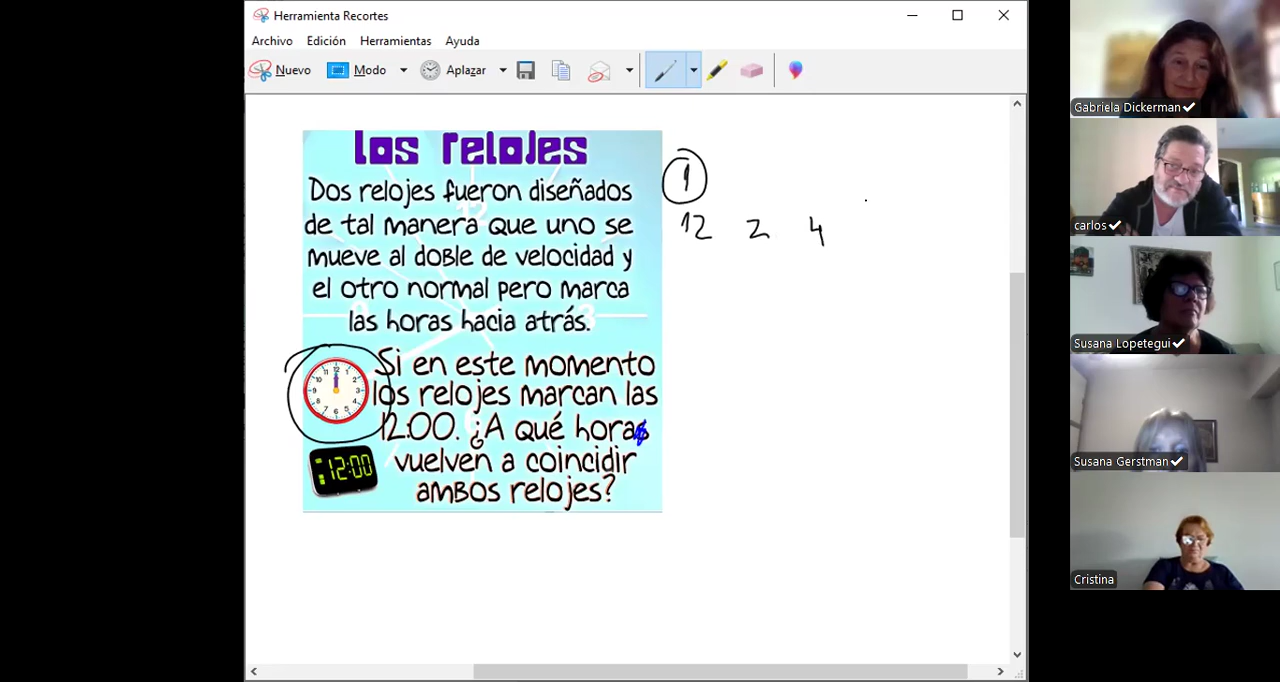 Herramienta Recortes
Archivo Edición Herramientas Ayuda
Nuevo Modo Aplazar
los relojes
Dos relojes fueron diseñados
de tal manera que uno se
mueve al doble de velocidad y
el otro normal pero marca
las horas hacia atrás.
Si en este momento
los relojes marcan las
12:00. ¿A qué horas
vuelven a coincidir
ambos relojes?
12:00
1
12 2 4
Gabriela Dickerman
carlos
Susana Lopetegui
Susana Gerstman
Cristina